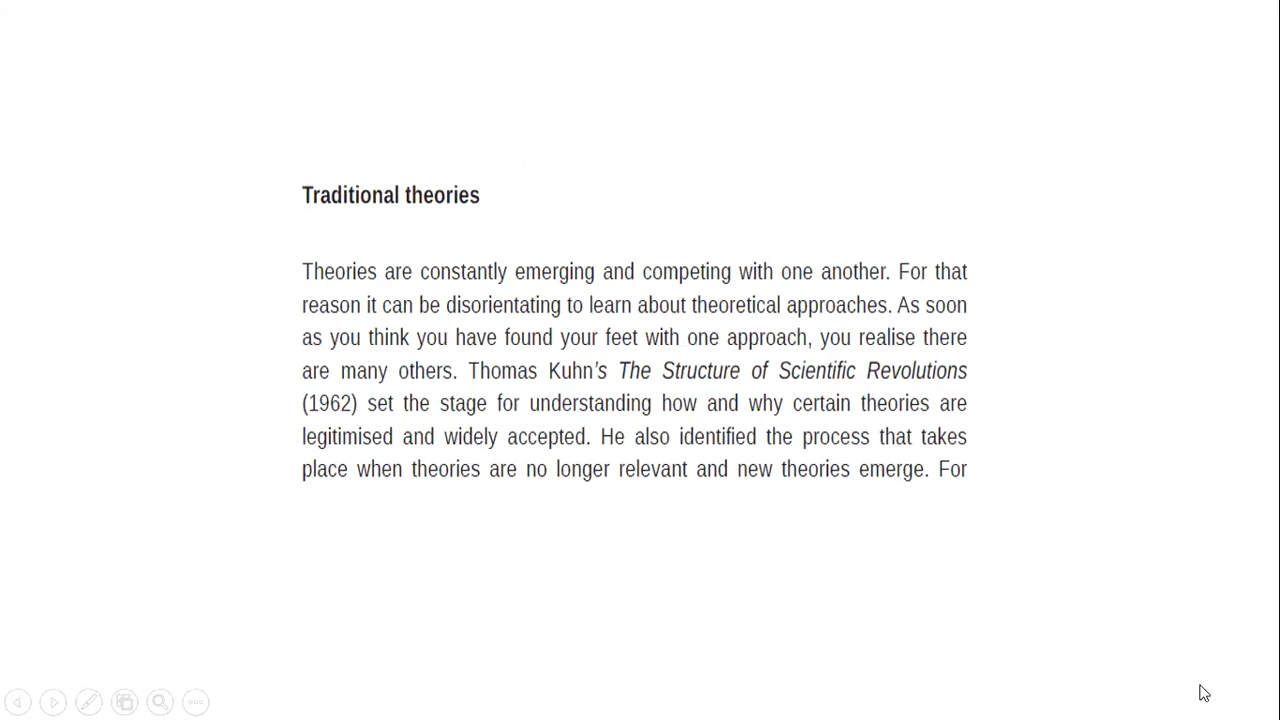 Traditional theories
Theories are constantly emerging and competing with one another. For that
reason it can be disorientating to learn about theoretical approaches. As soon
as you think you have found your feet with one approach, you realise there
are many others. Thomas Kuhn's The Structure of Scientific Revolutions
(1962) set the stage for understanding how and why certain theories are
legitimised and widely accepted. He also identified the process that takes
place when theories are no longer relevant and new theories emerge. For